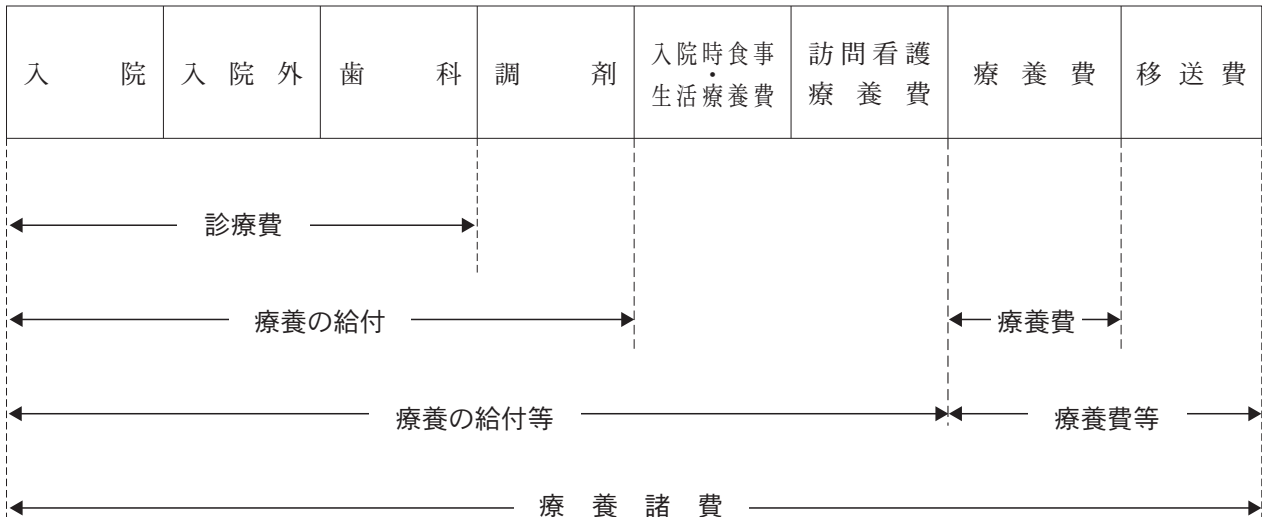 入院
入院外
歯科
調剤
入院時食事
・
生活療養費
訪問看護
療養費
療養費
移送費
診療費
療養の給付
療養費
療養の給付等
療養費等
療養諸費